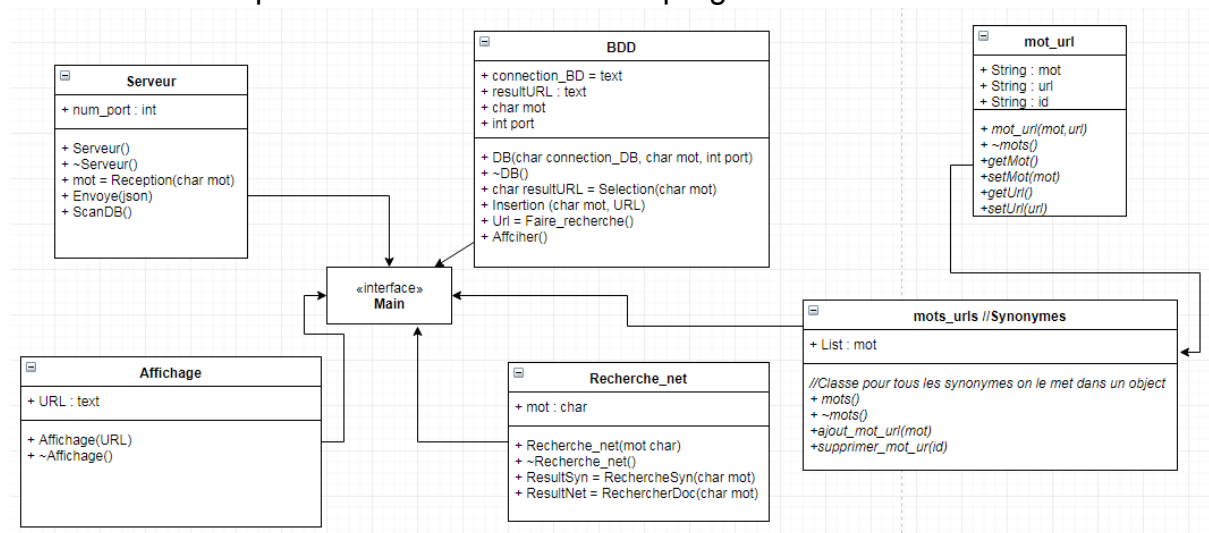 Serveur
+ num_port : int
+ Serveur()
+ ~Serveur()
+ mot = Reception(char mot)
+ Envoye(json)
+ ScanDB()
BDD
+ connection_BD = text
+ resultURL : text
+ char mot
+ int port
+ DB(char connection_DB, char mot, int port)
+ ~DB()
+ char resultURL = Selection(char mot)
+ Insertion (char mot, URL)
+ Url = Faire_recherche()
+ Affciher()
mot_url
+ String : mot
+ String : url
+ String : id
+ mot_url(mot,url)
+ ~mots()
+getMot()
+setMot(mot)
+getUrl()
+setUrl(url)
«interface»
Main
mots_urls //Synonymes
+ List : mot
//Classe pour tous les synonymes on le met dans un object
+ mots()
+ ~mots()
+ajout_mot_url(mot)
+supprimer_mot_ur(id)
Affichage
+ URL : text
+ Affichage(URL)
+ ~Affichage()
Recherche_net
+ mot : char
+ Recherche_net(mot char)
+ ~Recherche_net()
+ ResultSyn = RechercheSyn(char mot)
+ ResultNet = RechercherDoc(char mot)